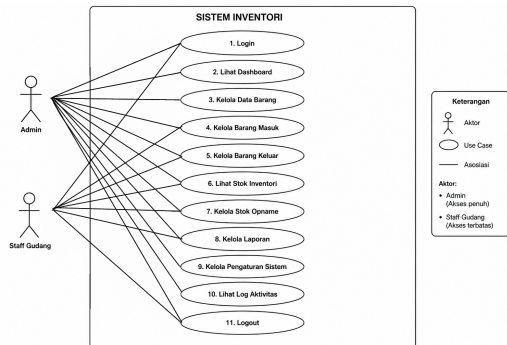 SISTEM INVENTORI
1. Login
2. Lihat Dashboard
3. Kelola Data Barang
4. Kelola Barang Masuk
5. Kelola Barang Keluar
6. Lihat Stok Inventori
7. Kelola Stok Opname
8. Kelola Laporan
9. Kelola Pengaturan Sistem
10. Lihat Log Aktivitas
11. Logout
Admin
Staff Gudang
Keterangan
Aktor
Use Case
Asosiasi
Aktor:
• Admin
(Akses penuh)
• Staff Gudang
(Akses terbatas)